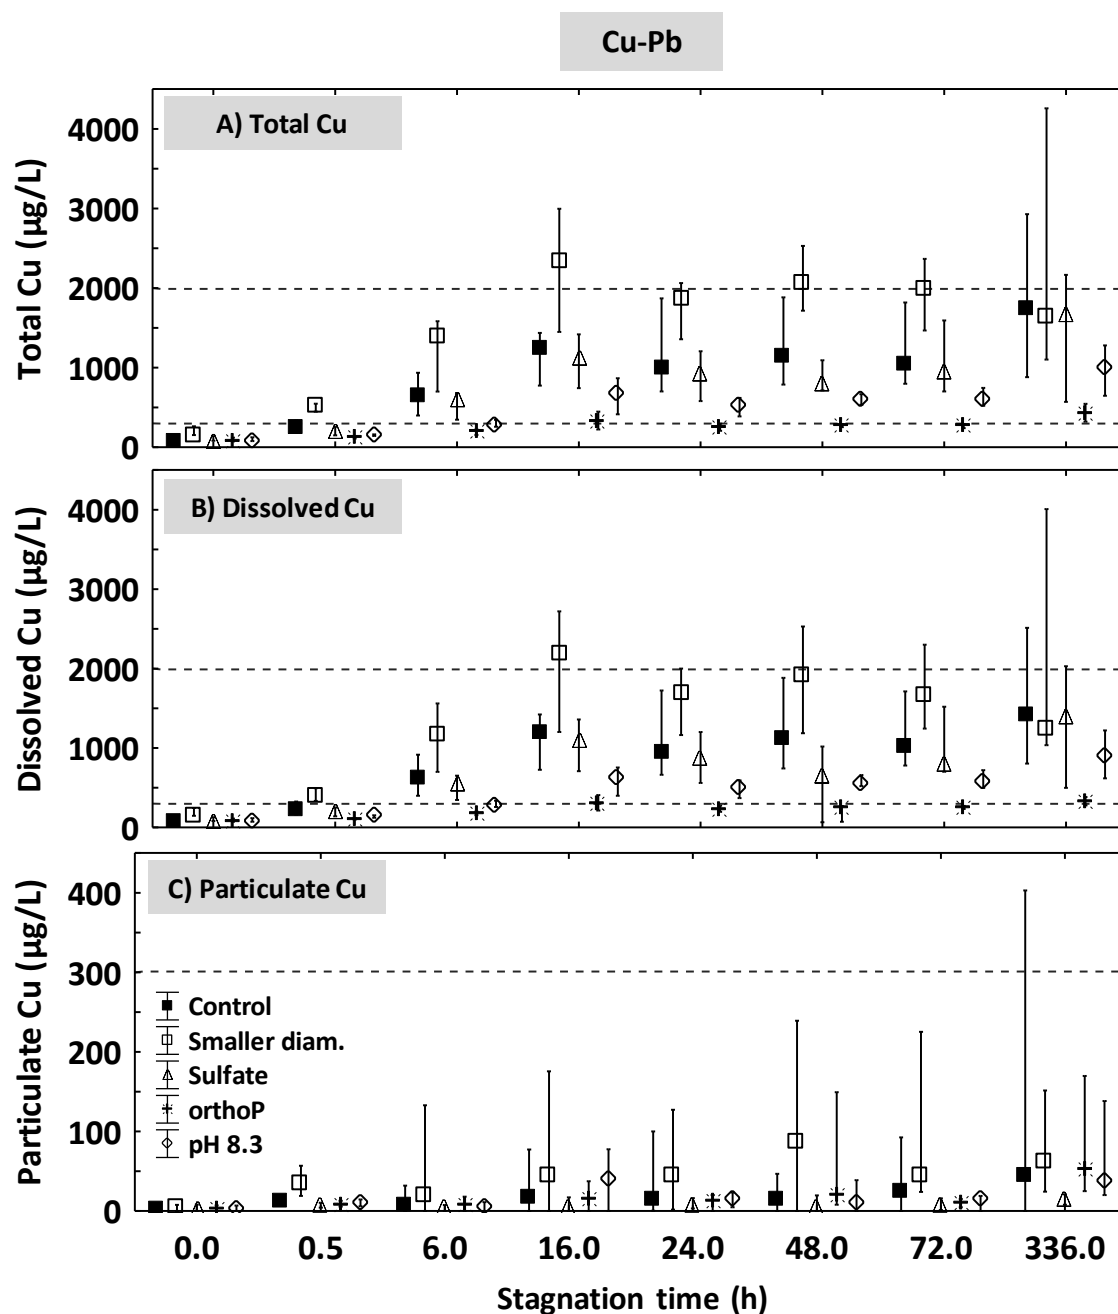 Cu-Pb
A) Total Cu
Total Cu (µg/L)
4000
3000
2000
1000
0
B) Dissolved Cu
Dissolved Cu (µg/L)
4000
3000
2000
1000
0
C) Particulate Cu
Particulate Cu (µg/L)
400
300
200
100
0
Control
Smaller diam.
Sulfate
orthoP
pH 8.3
0.0 0.5 6.0 16.0 24.0 48.0 72.0 336.0
Stagnation time (h)